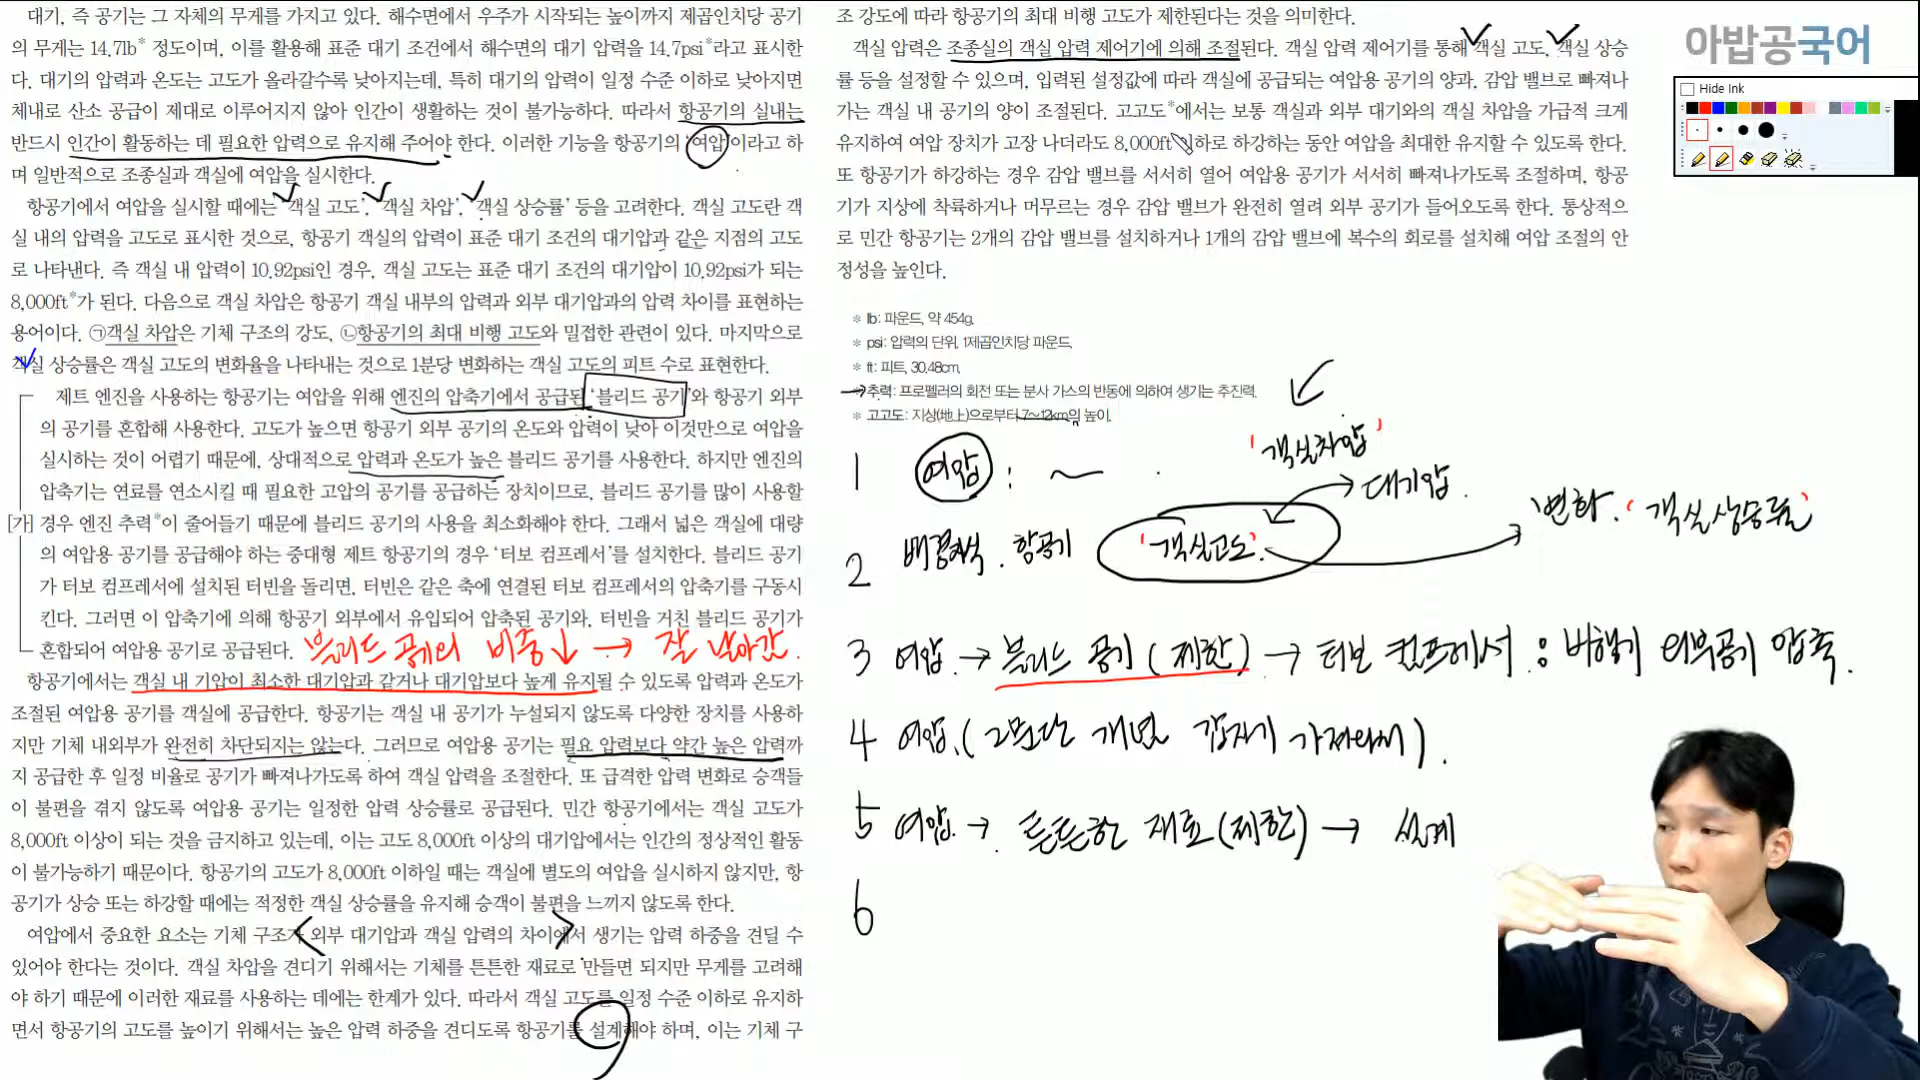 대기, 즉 공기는 그 자체의 무게를 가지고 있다. 해수면에서 우주가 시작되는 높이까지 제곱인치당 공기
의 무게는 14.7lb* 정도이며, 이를 활용해 표준 대기 조건에서 해수면의 대기 압력을 14.7psi*라고 표시한
다. 대기의 압력과 온도는 고도가 올라갈수록 낮아지는데, 특히 대기의 압력이 일정 수준 이하로 낮아지면
체내로 산소 공급이 제대로 이루어지지 않아 인간이 생활하는 것이 불가능하다. 따라서 항공기의 실내는
반드시 인간이 활동하는 데 필요한 압력으로 유지해 주어야 한다. 이러한 기능을 항공기의 '여압'이라고 하
며 일반적으로 조종실과 객실에 여압을 실시한다.
항공기에서 여압을 실시할 때에는 '객실 고도', '객실 차압', '객실 상승률' 등을 고려한다. 객실 고도란 객
실 내의 압력을 고도로 표시한 것으로, 항공기 객실의 압력이 표준 대기 조건의 대기압과 같은 지점의 고도
로 나타낸다. 즉 객실 내 압력이 10.92psi인 경우, 객실 고도는 표준 대기 조건의 대기압이 10.92psi가 되는
8,000ft*가 된다. 다음으로 객실 차압은 항공기 객실 내부의 압력과 외부 대기압과의 압력 차이를 표현하는
용어이다. ㉠객실 차압은 기체 구조의 강도, ㉡항공기의 최대 비행 고도와 밀접한 관련이 있다. 마지막으로
객실 상승률은 객실 고도의 변화율을 나타내는 것으로 1분당 변화하는 객실 고도의 피트 수로 표현한다.
제트 엔진을 사용하는 항공기는 여압을 위해 엔진의 압축기에서 공급된 '블리드 공기'와 항공기 외부
의 공기를 혼합해 사용한다. 고도가 높으면 항공기 외부 공기의 온도와 압력이 낮아 이것만으로 여압을
실시하는 것이 어렵기 때문에, 상대적으로 압력과 온도가 높은 블리드 공기를 사용한다. 하지만 엔진의
압축기는 연료를 연소시킬 때 필요한 고압의 공기를 공급하는 장치이므로, 블리드 공기를 많이 사용할
[가] 경우 엔진 추력*이 줄어들기 때문에 블리드 공기의 사용을 최소화해야 한다. 그래서 넓은 객실에 대량
의 여압용 공기를 공급해야 하는 중대형 제트 항공기의 경우 '터보 컴프레서'를 설치한다. 블리드 공기
가 터보 컴프레서에 설치된 터빈을 돌리면, 터빈은 같은 축에 연결된 터보 컴프레서의 압축기를 구동시
킨다. 그러면 이 압축기에 의해 항공기 외부에서 유입되어 압축된 공기와, 터빈을 거친 블리드 공기가
혼합되어 여압용 공기로 공급된다. 블리드 공기의 비중↓ → 잘 날아간
항공기에서는 객실 내 기압이 최소한 대기압과 같거나 대기압보다 높게 유지될 수 있도록 압력과 온도가
조절된 여압용 공기를 객실에 공급한다. 항공기는 객실 내 공기가 누설되지 않도록 다양한 장치를 사용하
지만 기체 내외부가 완전히 차단되지는 않는다. 그러므로 여압용 공기는 필요 압력보다 약간 높은 압력까
지 공급한 후 일정 비율로 공기가 빠져나가도록 하여 객실 압력을 조절한다. 또 급격한 압력 변화로 승객들
이 불편을 겪지 않도록 여압용 공기는 일정한 압력 상승률로 공급된다. 민간 항공기에서는 객실 고도가
8,000ft 이상이 되는 것을 금지하고 있는데, 이는 고도 8,000ft 이상의 대기압에서는 인간의 정상적인 활동
이 불가능하기 때문이다. 항공기의 고도가 8,000ft 이하일 때는 객실에 별도의 여압을 실시하지 않지만, 항
공기가 상승 또는 하강할 때에는 적정한 객실 상승률을 유지해 승객이 불편을 느끼지 않도록 한다.
여압에서 중요한 요소는 기체 구조가 외부 대기압과 객실 압력의 차이에서 생기는 압력 하중을 견딜 수
있어야 한다는 것이다. 객실 차압을 견디기 위해서는 기체를 튼튼한 재료로 만들면 되지만 무게를 고려해
야 하기 때문에 이러한 재료를 사용하는 데에는 한계가 있다. 따라서 객실 고도를 일정 수준 이하로 유지하
면서 항공기의 고도를 높이기 위해서는 높은 압력 하중을 견디도록 항공기를 설계해야 하며, 이는 기체 구
조 강도에 따라 항공기의 최대 비행 고도가 제한된다는 것을 의미한다.
객실 압력은 조종실의 객실 압력 제어기에 의해 조절된다. 객실 압력 제어기를 통해 객실 고도, 객실 상승
률 등을 설정할 수 있으며, 입력된 설정값에 따라 객실에 공급되는 여압용 공기의 양과, 감압 밸브로 빠져나
가는 객실 내 공기의 양이 조절된다. 고고도*에서는 보통 객실과 외부 대기와의 객실 차압을 가급적 크게
유지하여 여압 장치가 고장 나더라도 8,000ft 이하로 하강하는 동안 여압을 최대한 유지할 수 있도록 한다.
또 항공기가 하강하는 경우 감압 밸브를 서서히 열어 여압용 공기가 서서히 빠져나가도록 조절하며, 항공
기가 지상에 착륙하거나 머무르는 경우 감압 밸브가 완전히 열려 외부 공기가 들어오도록 한다. 통상적으
로 민간 항공기는 2개의 감압 밸브를 설치하거나 1개의 감압 밸브에 복수의 회로를 설치해 여압 조절의 안
정성을 높인다.
* lb: 파운드, 약 454g.
* psi: 압력의 단위, 1제곱인치당 파운드.
* ft: 피트, 30.48cm.
* 추력: 프로펠러의 회전 또는 분사 가스의 반동에 의하여 생기는 추진력.
* 고고도: 지상(地上)으로부터 7~12km의 높이.
'객실차압'
1 여압 : ~
대기압.
변화. '객실상승률'
2 배경지식. 항공기 '객실고도'
3 여압 → 블리드 공기 (제한) → 터보 컴프레서 : 비행기 외부공기 압축.
4 여압. (2문단 개념 갑자기 가져와서).
5 여압. → 튼튼한 재료(제한) → 설계
6
아밥공국어
Hide Ink